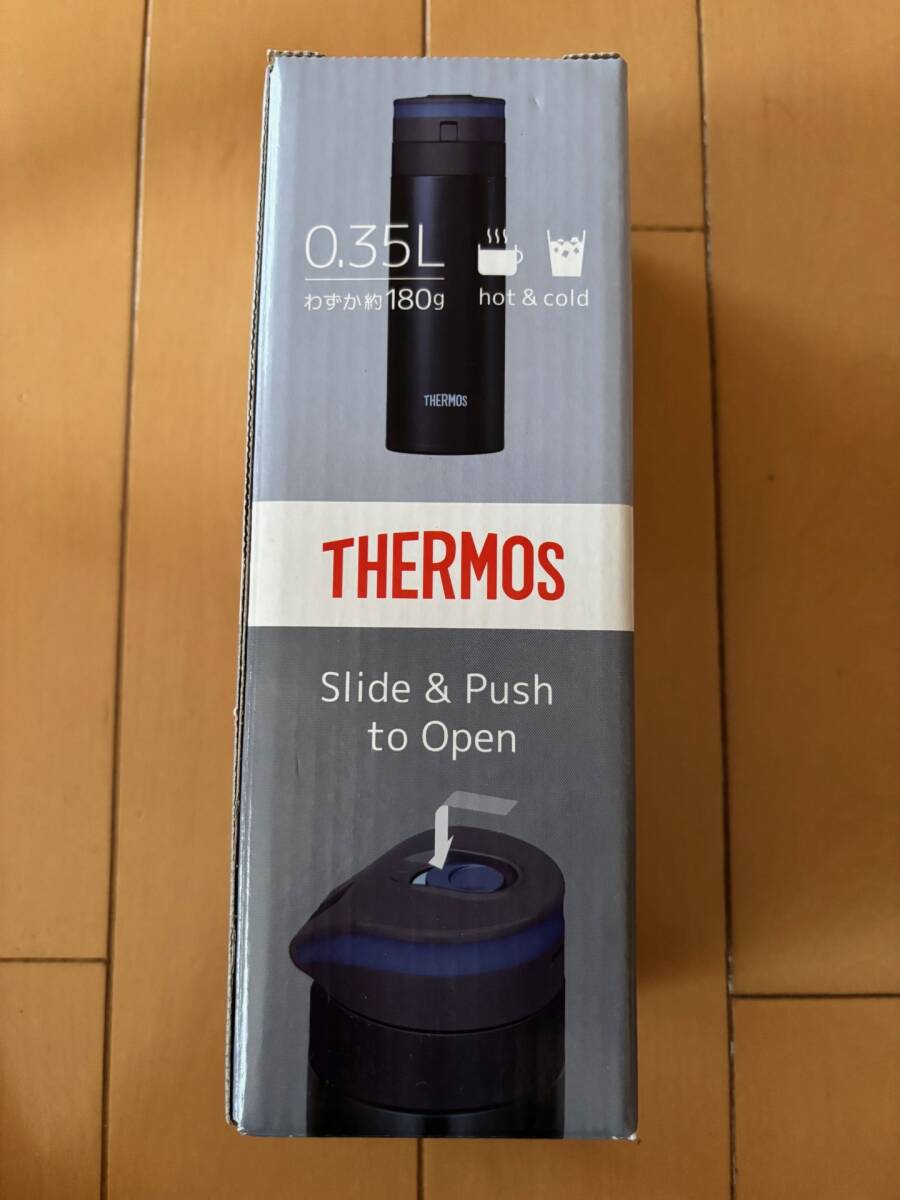 0.35L
わずか約180g
hot & cold
THERMOS
THERMOS
Slide & Push
to Open